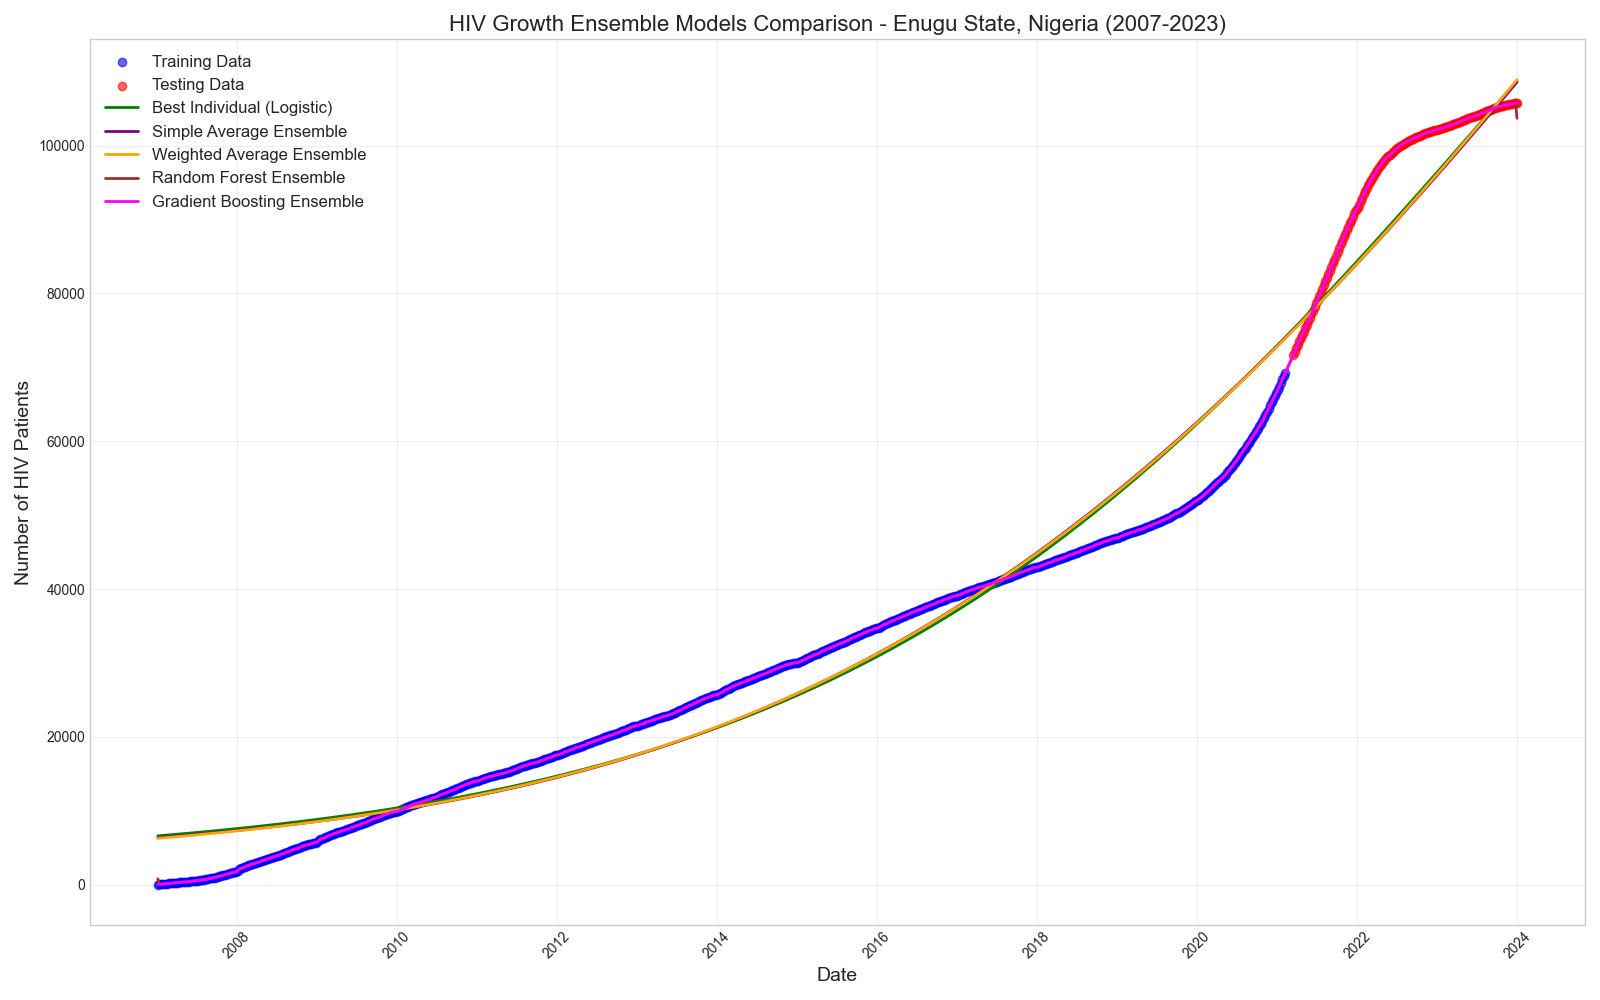 HIV Growth Ensemble Models Comparison - Enugu State, Nigeria (2007-2023)
Training Data
Testing Data
Best Individual (Logistic)
Simple Average Ensemble
Weighted Average Ensemble
Random Forest Ensemble
Gradient Boosting Ensemble
Number of HIV Patients
100000
80000
60000
40000
20000
0
2008
2010
2012
2014
2016
2018
2020
2022
2024
Date